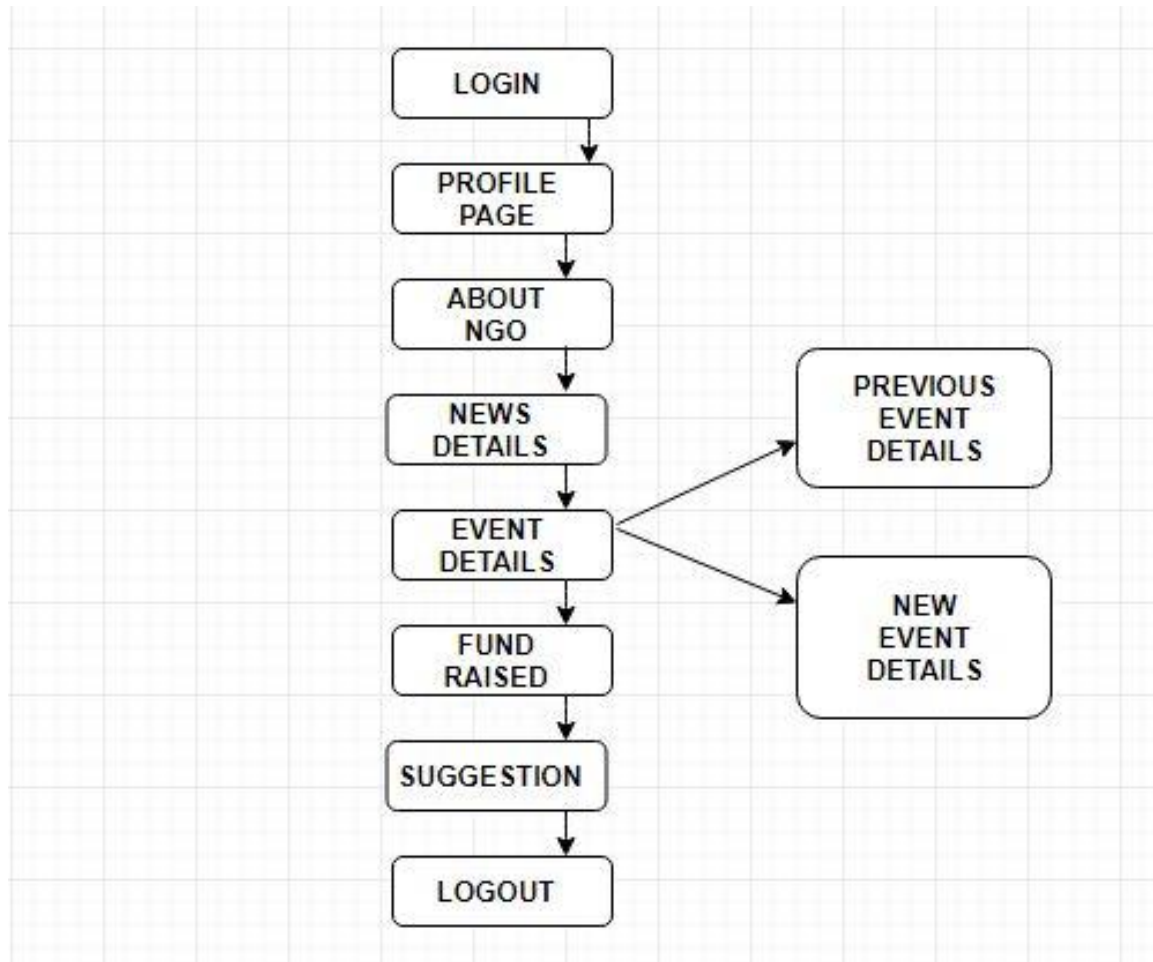 LOGIN
PROFILE
PAGE
ABOUT
NGO
NEWS
DETAILS
EVENT
DETAILS
PREVIOUS
EVENT
DETAILS
NEW
EVENT
DETAILS
FUND
RAISED
SUGGESTION
LOGOUT